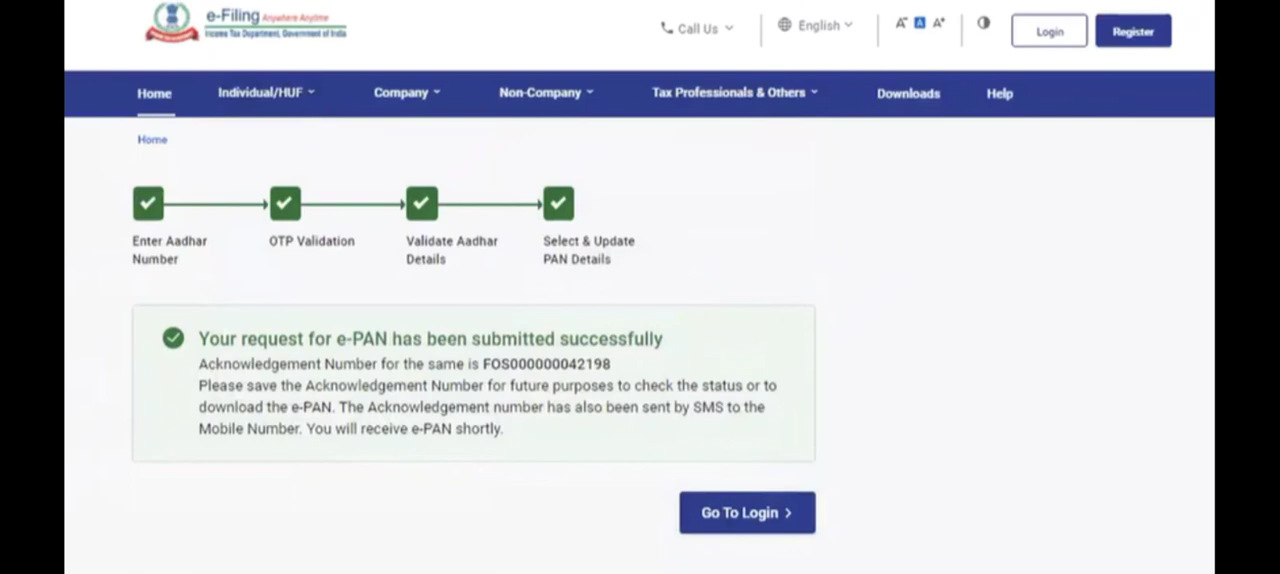 e-Filing Anywhere Anytime
Income Tax Department, Government of India
Call Us
English
A- A A+
Login
Register
Home
Individual/HUF
Company
Non-Company
Tax Professionals & Others
Downloads
Help
Home
Enter Aadhar
Number
OTP Validation
Validate Aadhar
Details
Select & Update
PAN Details
Your request for e-PAN has been submitted successfully
Acknowledgement Number for the same is FOS000000042198
Please save the Acknowledgement Number for future purposes to check the status or to
download the e-PAN. The Acknowledgement number has also been sent by SMS to the
Mobile Number. You will receive e-PAN shortly.
Go To Login >